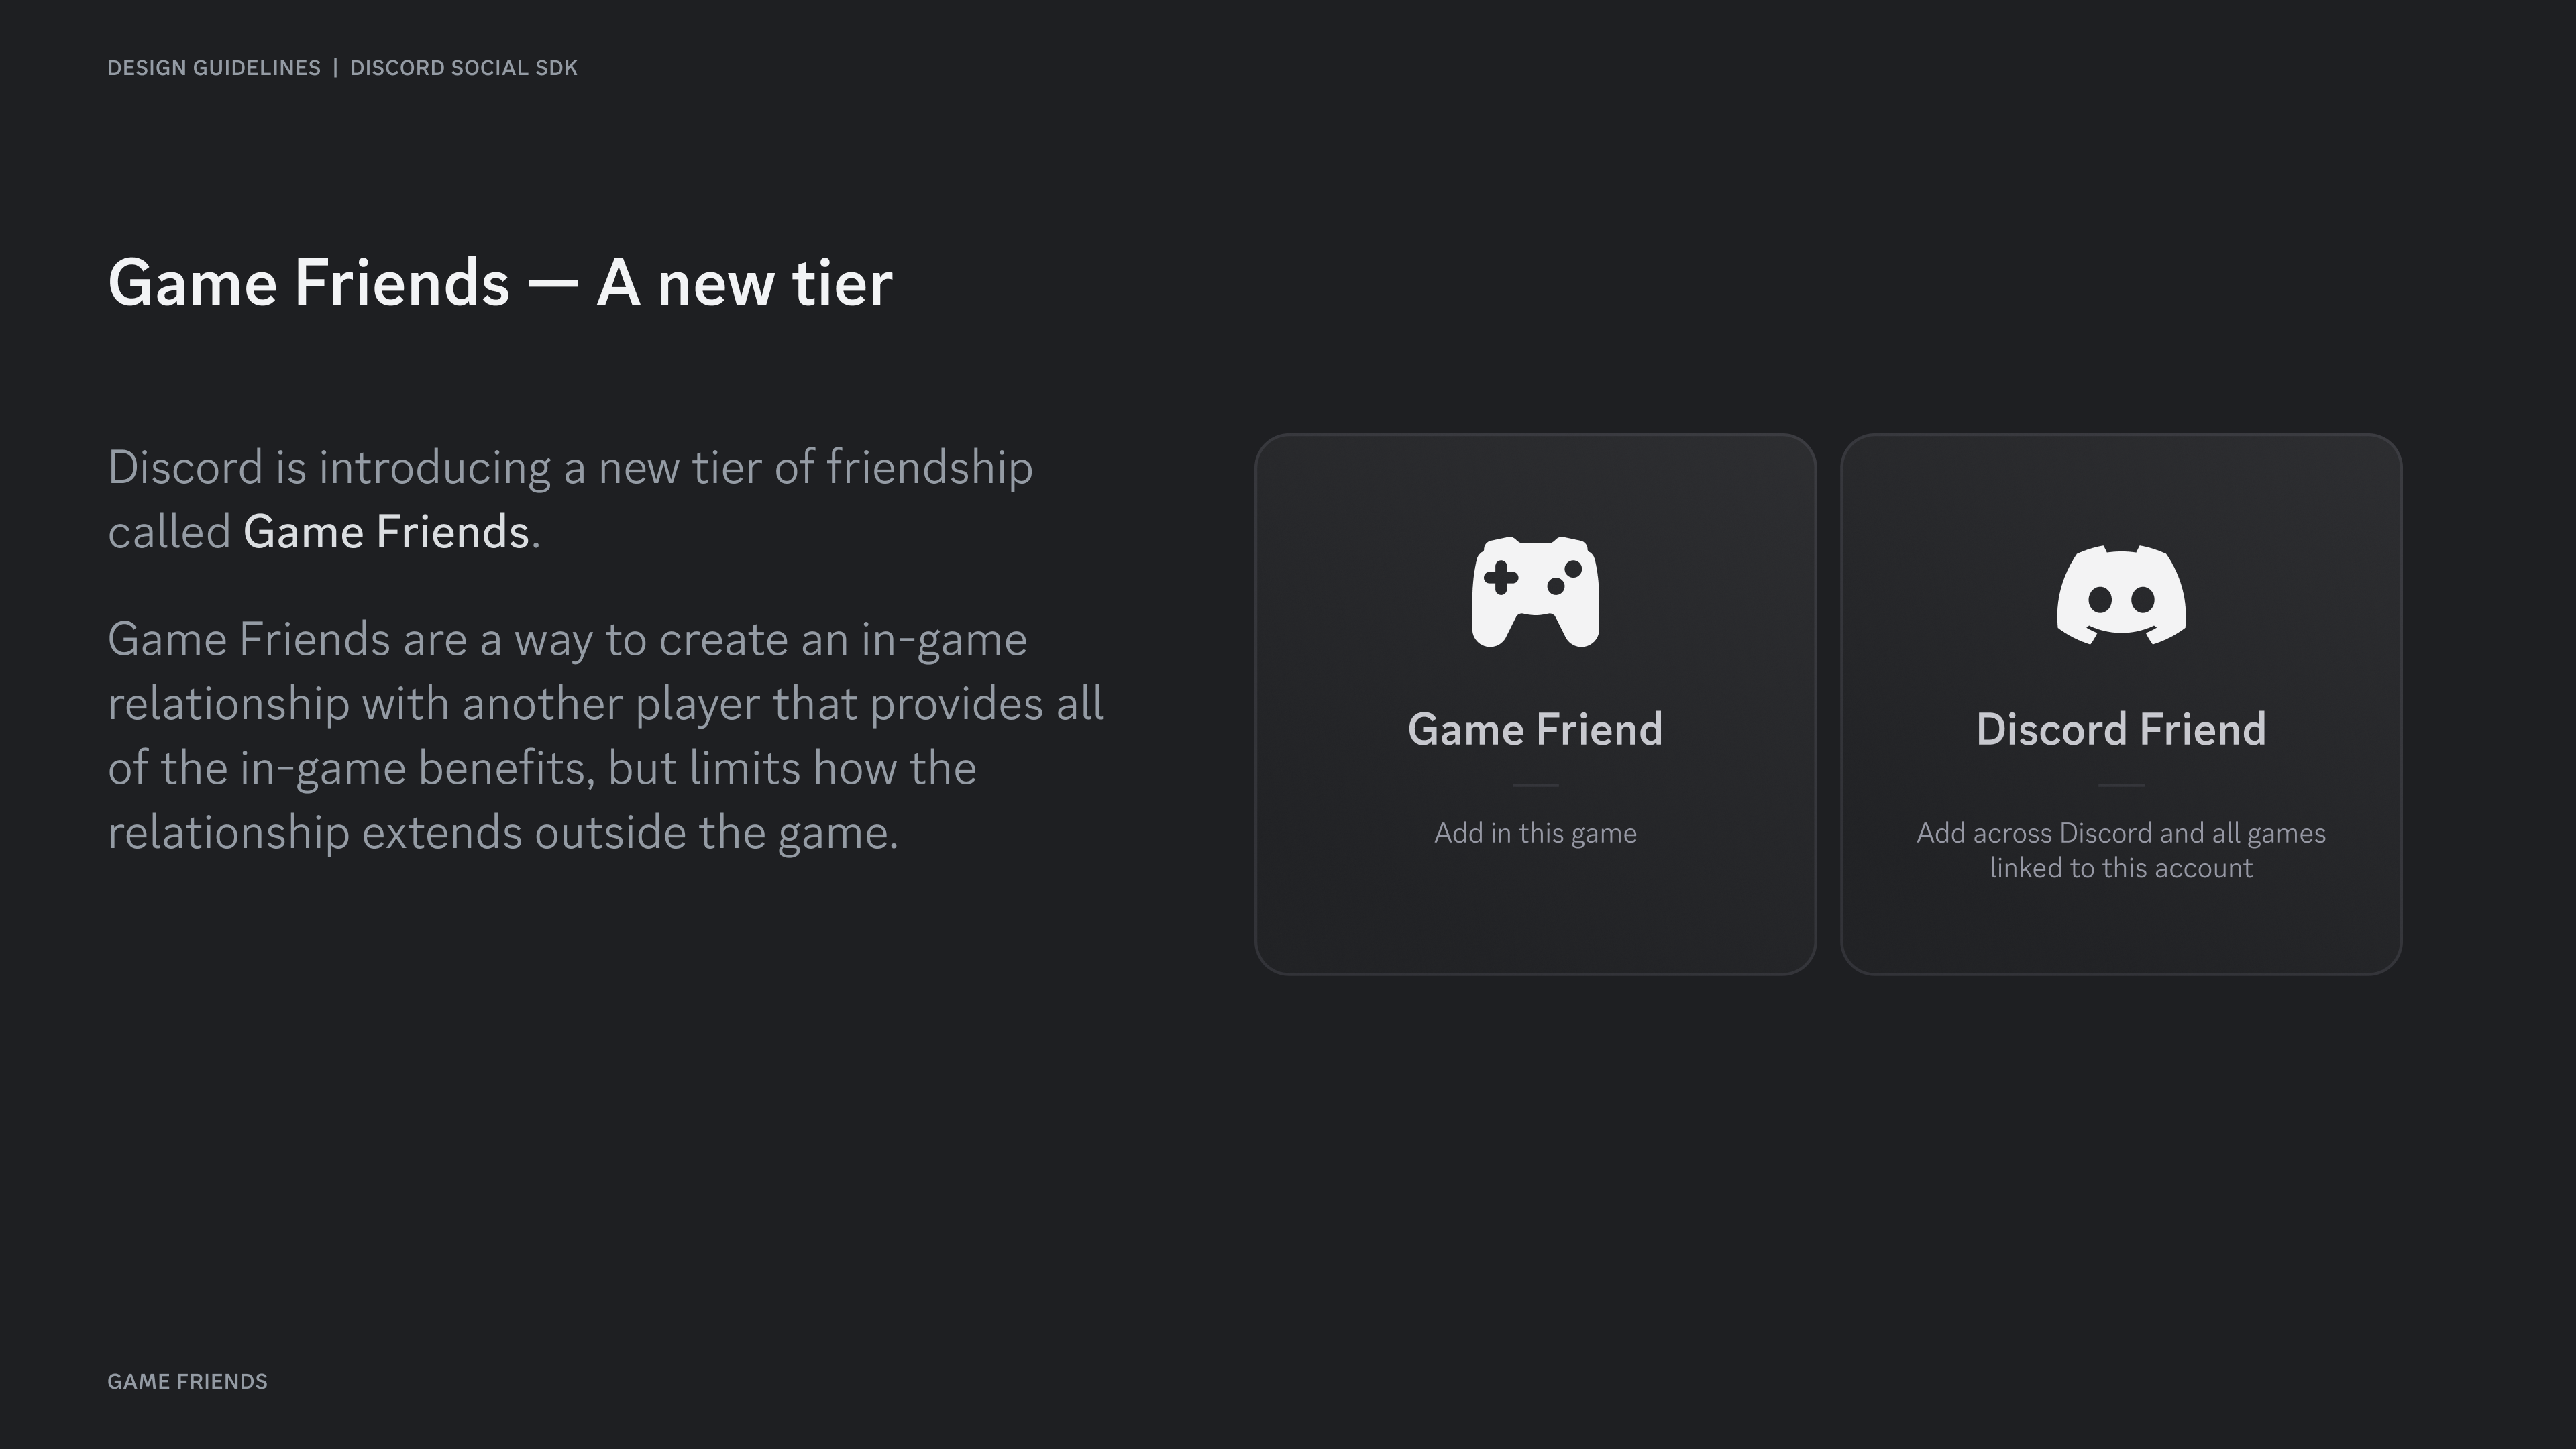 DESIGN GUIDELINES | DISCORD SOCIAL SDK
Game Friends — A new tier
Discord is introducing a new tier of friendship
called Game Friends.
Game Friends are a way to create an in-game
relationship with another player that provides all
of the in-game benefits, but limits how the
relationship extends outside the game.
Game Friend
Add in this game
Discord Friend
Add across Discord and all games
linked to this account
GAME FRIENDS